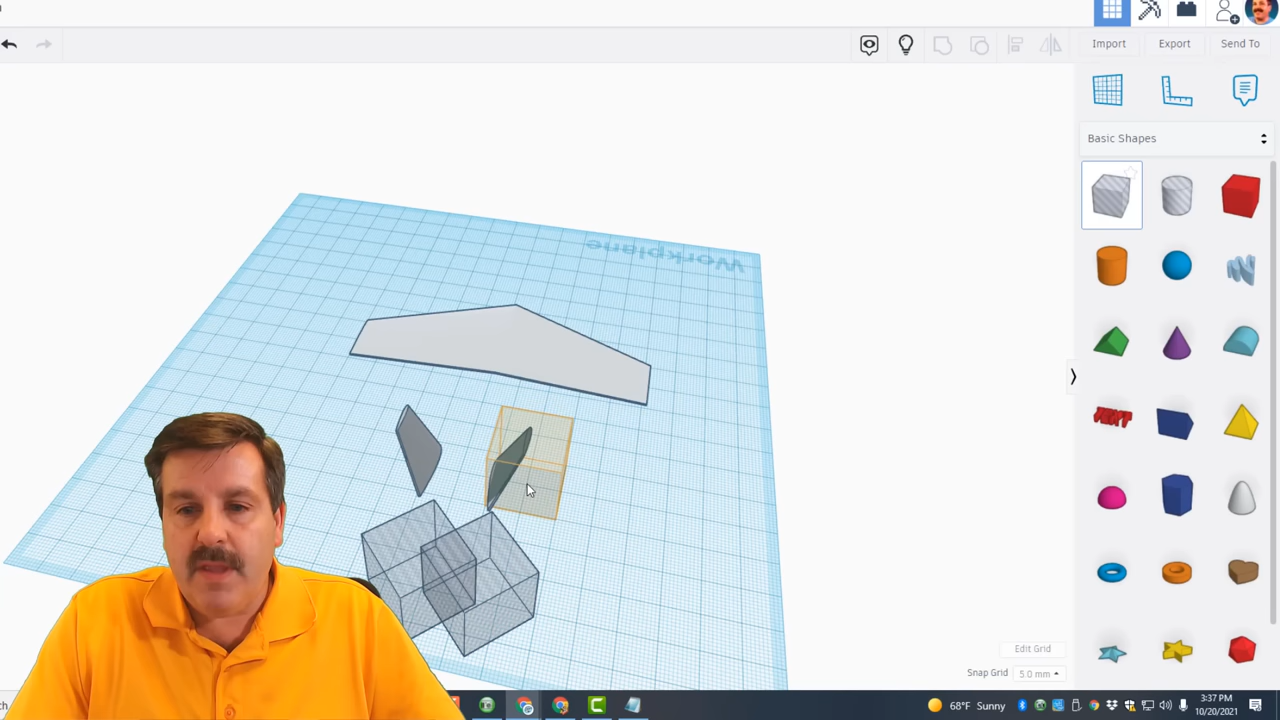 Import Export Send To
Basic Shapes
Workplane
TEXT
Edit Grid
Snap Grid 5.0 mm
68°F Sunny
3:37 PM
10/20/2021